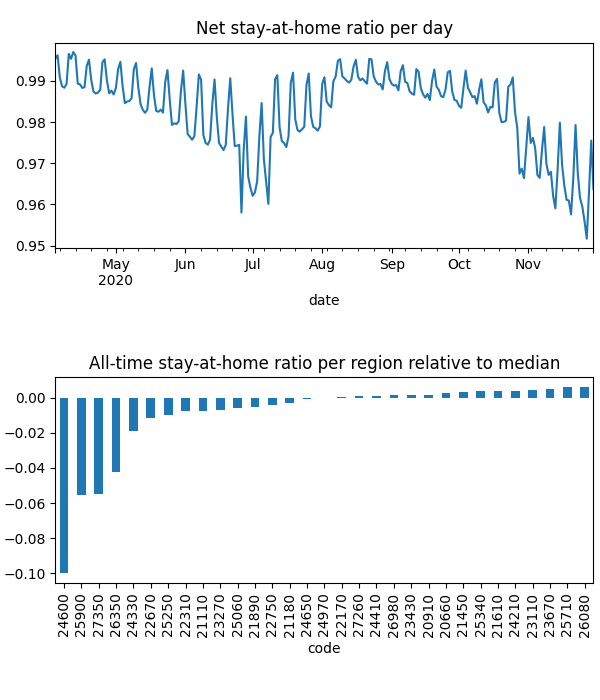 Net stay-at-home ratio per day
0.99
0.98
0.97
0.96
0.95
May Jun Jul Aug Sep Oct Nov
2020
date
All-time stay-at-home ratio per region relative to median
0.00
−0.02
−0.04
−0.06
−0.08
−0.10
24600 25900 27350 26350 24330 22670 25250 22310 21110 23270 25060 21890 22750 21180 24650 24970 22170 27260 24410 26980 23430 20910 20660 21450 25340 21610 24210 23110 23670 25710 26080
code